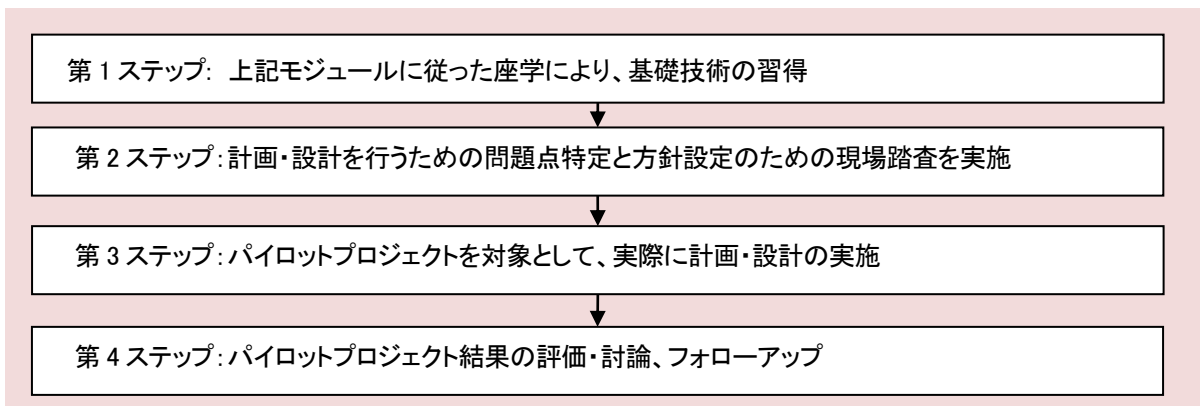 第 1 ステップ: 上記モジュールに従った座学により、基礎技術の習得
第 2 ステップ：計画・設計を行うための問題点特定と方針設定のための現場踏査を実施
第 3 ステップ：パイロットプロジェクトを対象として、実際に計画・設計の実施
第 4 ステップ：パイロットプロジェクト結果の評価・討論、フォローアップ